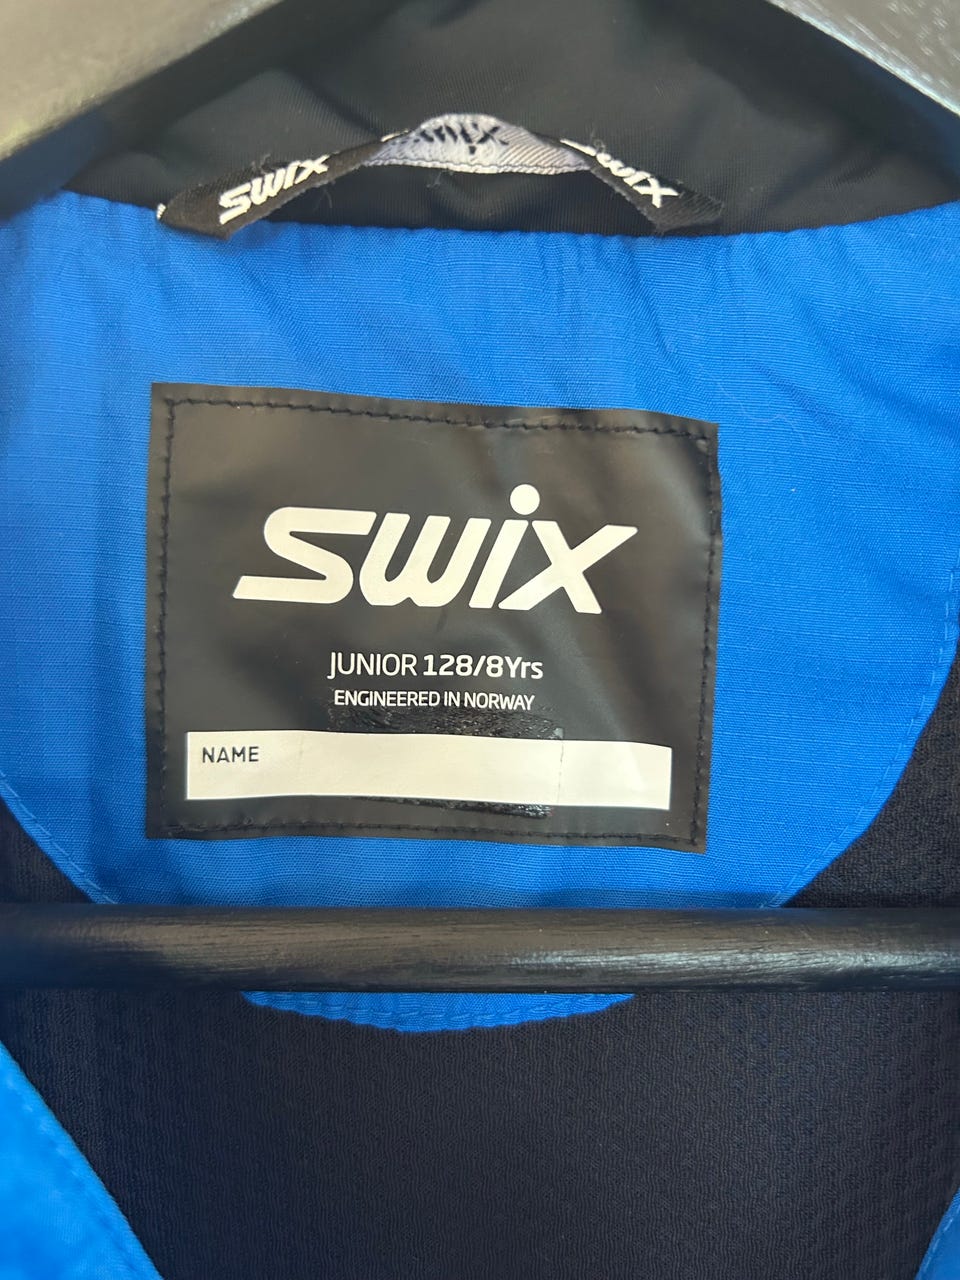 SWIX SWIX SWIX
SWIX
JUNIOR 128/8Yrs
ENGINEERED IN NORWAY
NAME